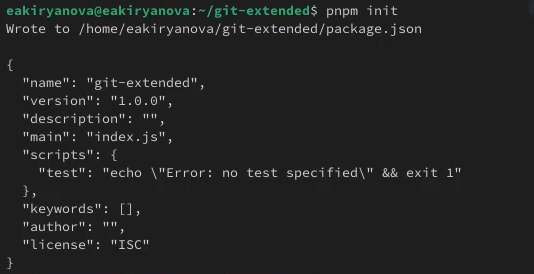 eakiryanova@eakiryanova:~/git-extended$ pnpm init
Wrote to /home/eakiryanova/git-extended/package.json

{
  "name": "git-extended",
  "version": "1.0.0",
  "description": "",
  "main": "index.js",
  "scripts": {
    "test": "echo \"Error: no test specified\" && exit 1"
  },
  "keywords": [],
  "author": "",
  "license": "ISC"
}